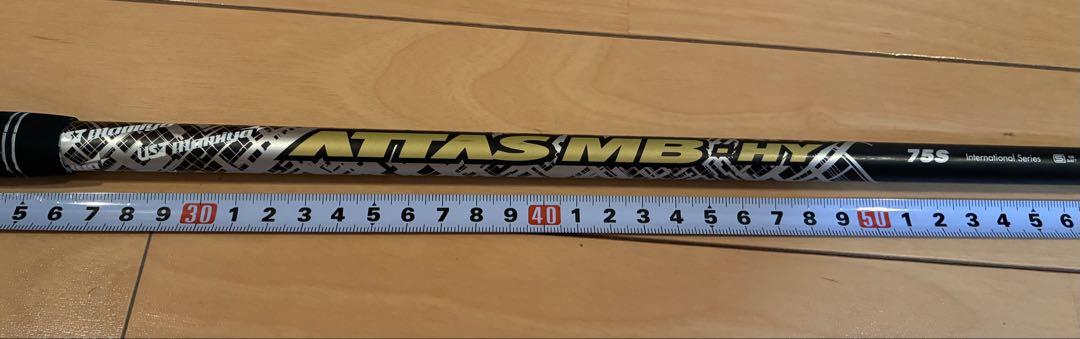 UST Mamiya
UST Mamiya
ATTAS MB-HY 75S International Series
5 6 7 8 9 30 1 2 3 4 5 6 7 8 9 40 1 2 3 4 5 6 7 8 9 50 1 2 3 4 5 6